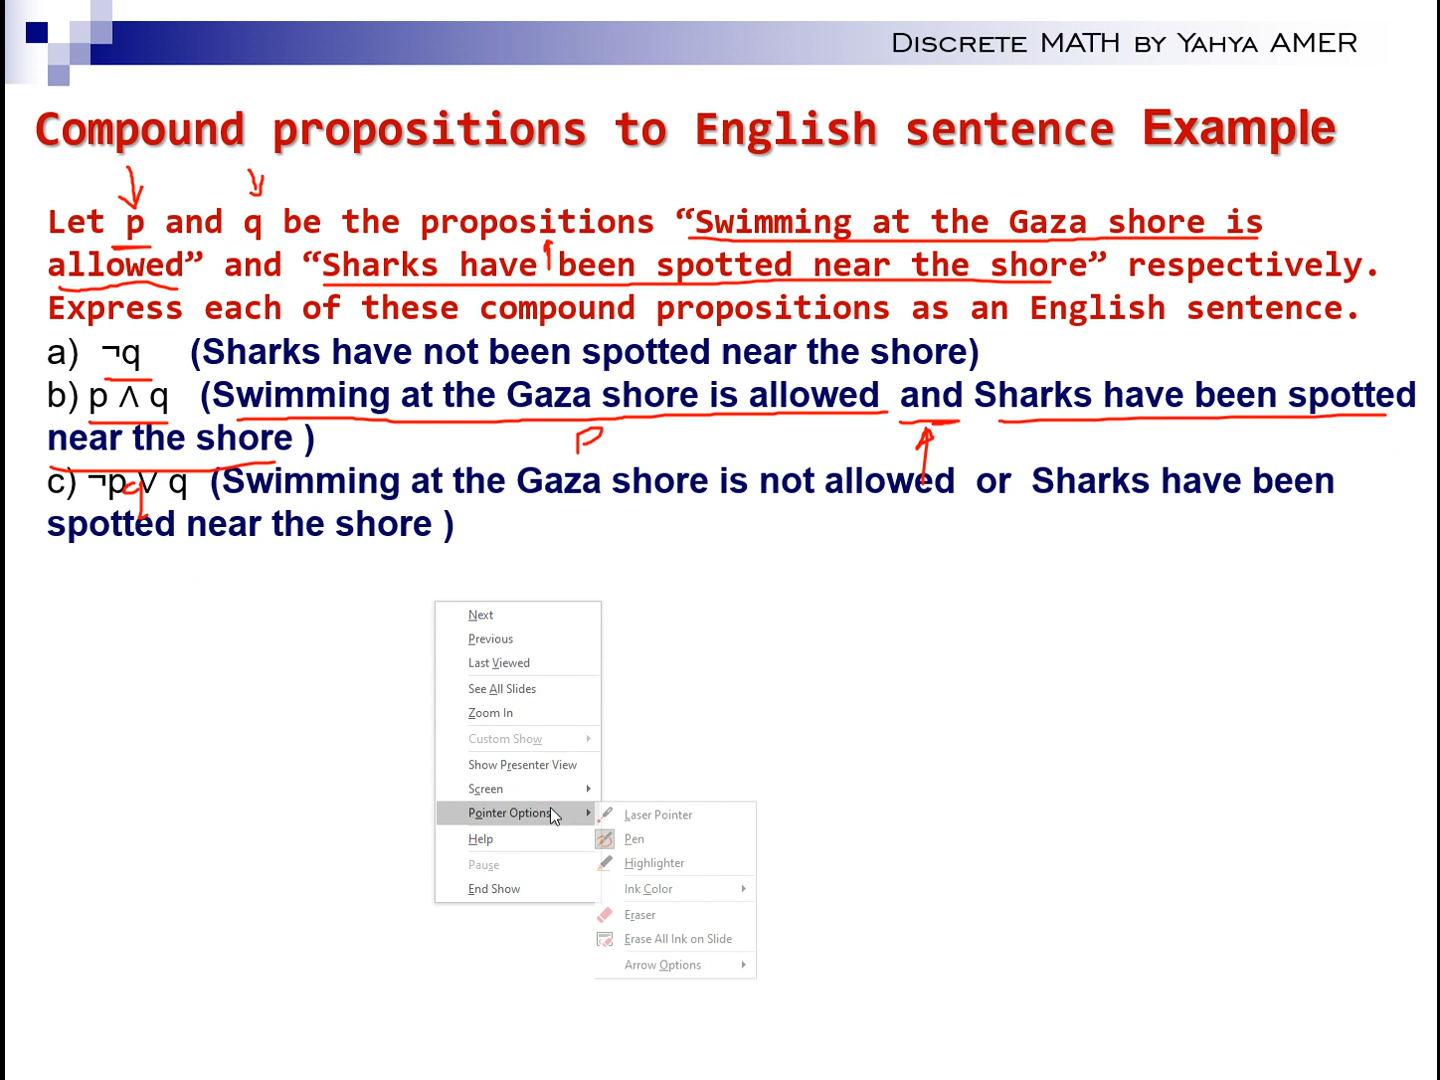 DISCRETE MATH BY YAHYA AMER
Compound propositions to English sentence Example
Let p and q be the propositions “Swimming at the Gaza shore is
allowed” and “Sharks have been spotted near the shore” respectively.
Express each of these compound propositions as an English sentence.
a) ¬q (Sharks have not been spotted near the shore)
b) p ∧ q (Swimming at the Gaza shore is allowed and Sharks have been spotted
near the shore )
P
c) ¬p ∨ q (Swimming at the Gaza shore is not allowed or Sharks have been
q
spotted near the shore )
Next
Previous
Last Viewed
See All Slides
Zoom In
Custom Show
Show Presenter View
Screen
Pointer Options
Help
Pause
End Show
Laser Pointer
Pen
Highlighter
Ink Color
Eraser
Erase All Ink on Slide
Arrow Options